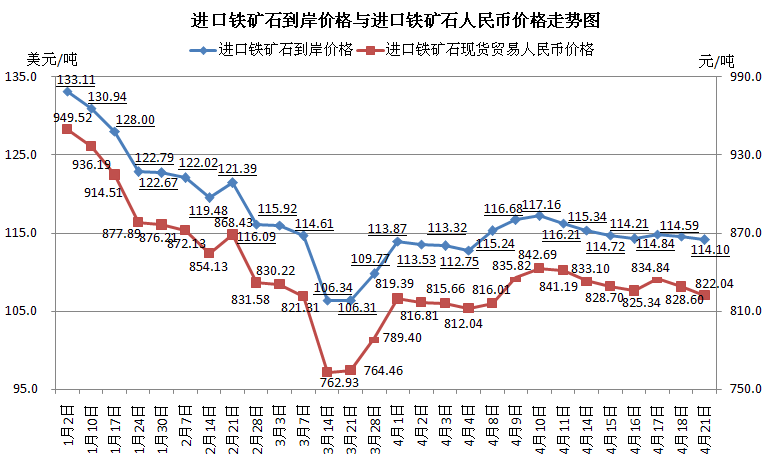 进口铁矿石到岸价格与进口铁矿石人民币价格走势图
进口铁矿石到岸价格 进口铁矿石现货贸易人民币价格
美元/吨 元/吨
135.0 990.0
125.0 930.0
115.0 870.0
105.0 810.0
95.0 750.0
133.11 130.94 128.00 122.79 122.67 122.02 119.48 121.39 116.09 115.92 114.61 106.34 106.31 109.77 113.87 113.53 113.32 112.75 115.24 116.68 117.16 116.21 115.34 114.72 114.21 114.84 114.59 114.10
949.52 936.19 914.51 877.89 876.21 872.13 854.13 868.43 831.58 830.22 821.31 762.93 764.46 789.40 819.39 816.81 815.66 812.04 816.01 835.82 842.69 841.19 833.10 828.70 825.34 834.84 828.60 822.04
1月2日 1月10日 1月17日 1月24日 1月30日 2月7日 2月14日 2月21日 2月28日 3月3日 3月7日 3月14日 3月21日 3月28日 4月1日 4月2日 4月3日 4月4日 4月8日 4月9日 4月10日 4月11日 4月14日 4月15日 4月16日 4月17日 4月18日 4月21日